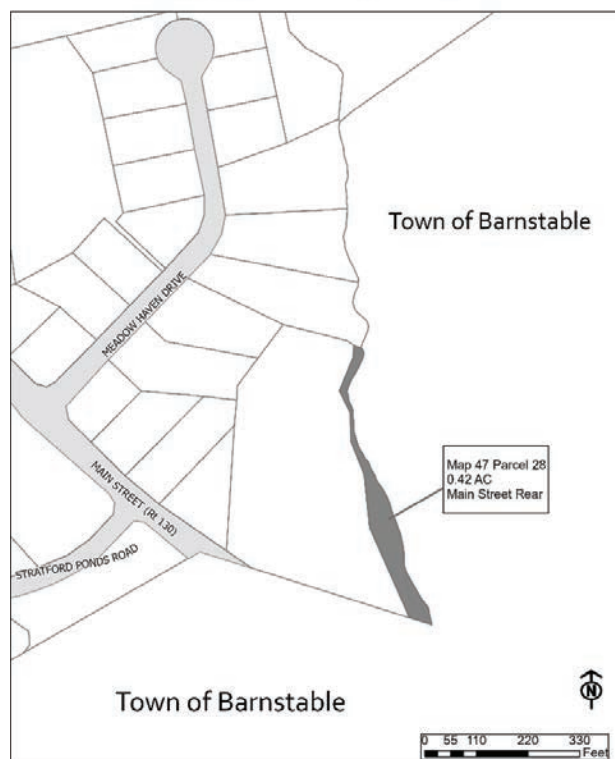 Town of Barnstable
MEADOW HAVEN DRIVE
Map 47 Parcel 28
0.42 AC
Main Street Rear
MAIN STREET (Rt 130)
STRATFORD PONDS ROAD
Town of Barnstable
N
0 55 110 220 330
Feet